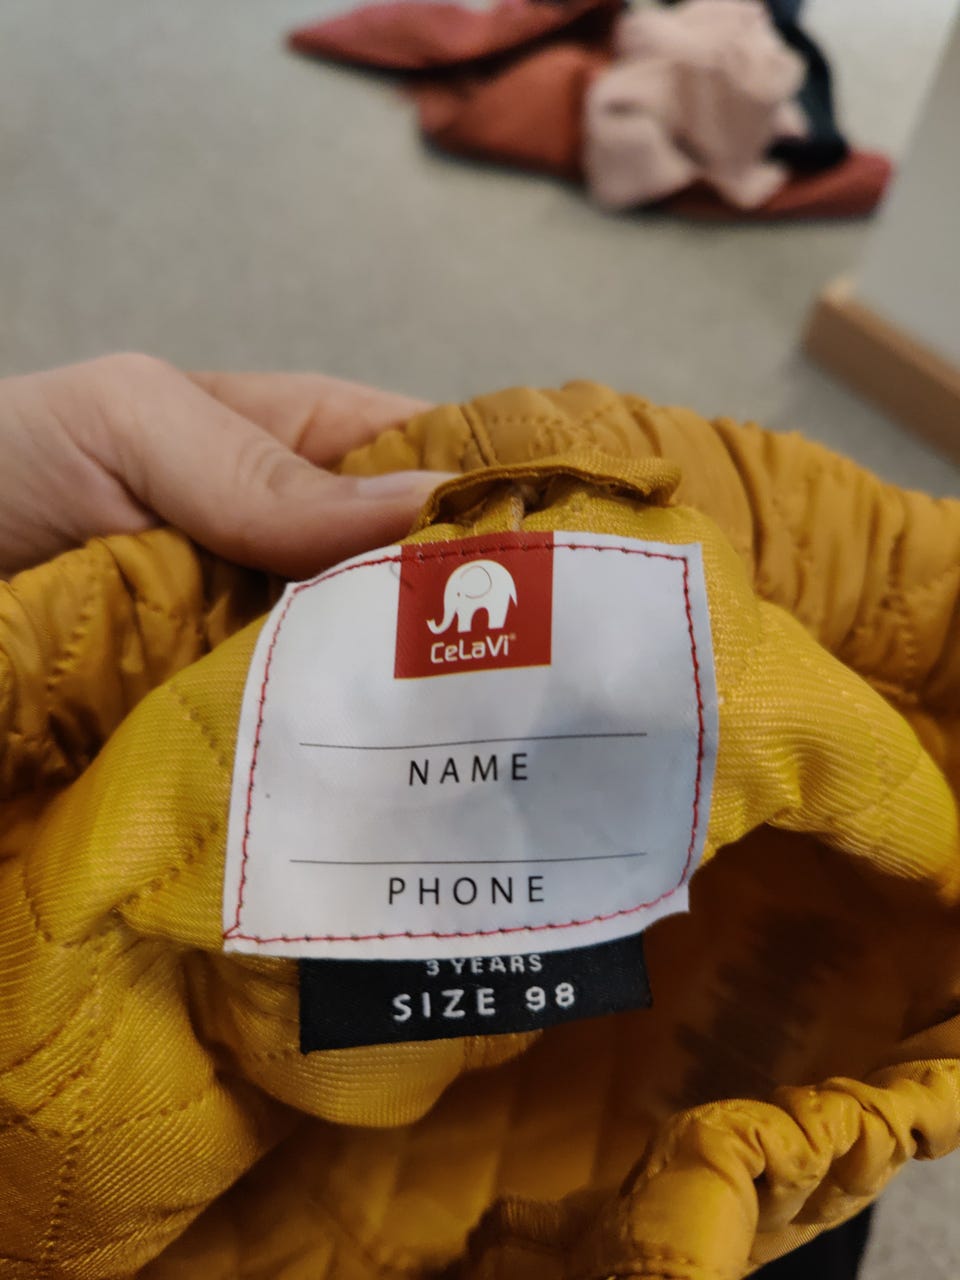 CeLaVi®
NAME
PHONE
3 YEARS
SIZE 98